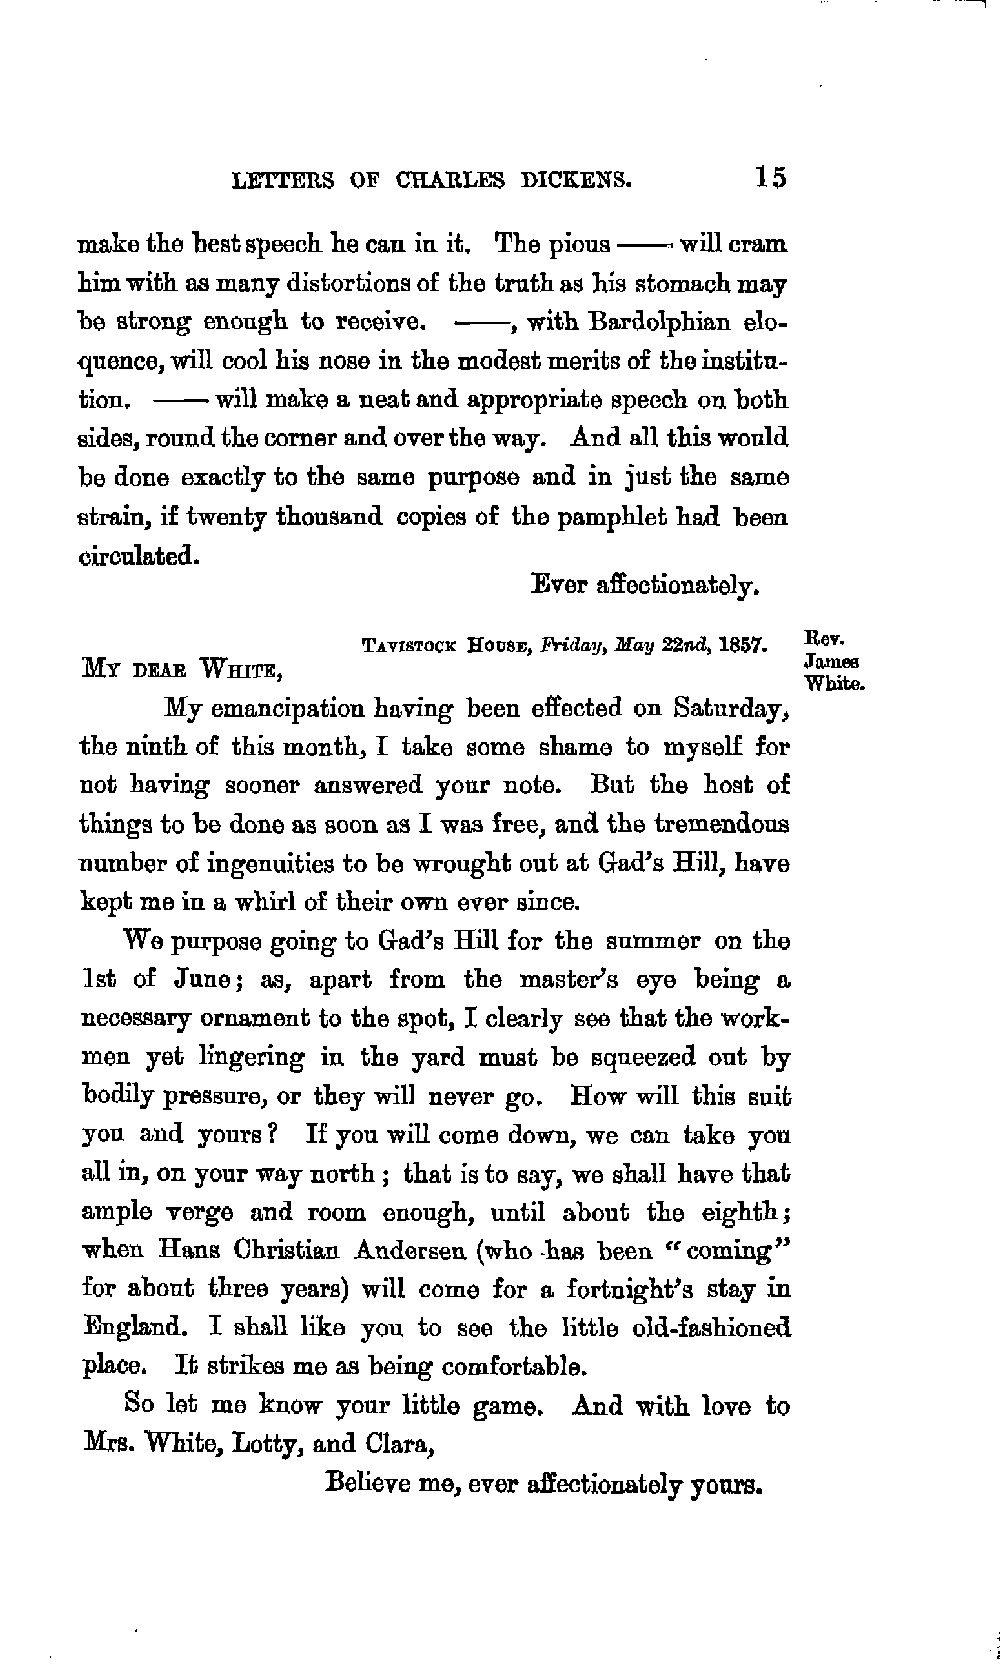 LETTERS OF CHARLES DICKENS. 15
make the best speech he can in it. The pious —— will cram
him with as many distortions of the truth as his stomach may
be strong enough to receive. ——, with Bardolphian elo-
quence, will cool his nose in the modest merits of the institu-
tion. —— will make a neat and appropriate speech on both
sides, round the corner and over the way. And all this would
be done exactly to the same purpose and in just the same
strain, if twenty thousand copies of the pamphlet had been
circulated.
Ever affectionately.
Rev.
James
White.
TAVISTOCK HOUSE, Friday, May 22nd, 1857.
MY DEAR WHITE,
My emancipation having been effected on Saturday,
the ninth of this month, I take some shame to myself for
not having sooner answered your note. But the host of
things to be done as soon as I was free, and the tremendous
number of ingenuities to be wrought out at Gad's Hill, have
kept me in a whirl of their own ever since.
We purpose going to Gad's Hill for the summer on the
1st of June; as, apart from the master's eye being a
necessary ornament to the spot, I clearly see that the work-
men yet lingering in the yard must be squeezed out by
bodily pressure, or they will never go. How will this suit
you and yours? If you will come down, we can take you
all in, on your way north; that is to say, we shall have that
ample verge and room enough, until about the eighth;
when Hans Christian Andersen (who has been "coming"
for about three years) will come for a fortnight's stay in
England. I shall like you to see the little old-fashioned
place. It strikes me as being comfortable.
So let me know your little game. And with love to
Mrs. White, Lotty, and Clara,
Believe me, ever affectionately yours.